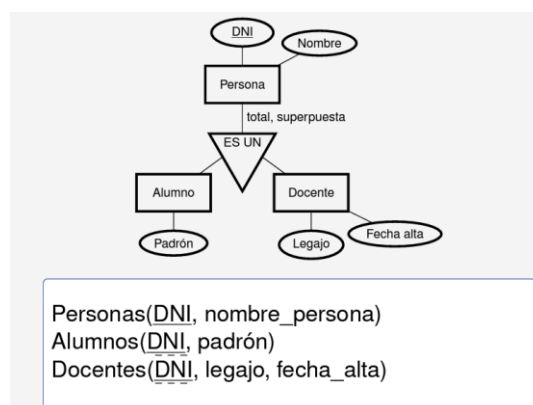 DNI
Nombre
Persona
total, superpuesta
ES UN
Alumno
Docente
Padrón
Legajo
Fecha alta
Personas(DNI, nombre_persona)
Alumnos(DNI, padrón)
Docentes(DNI, legajo, fecha_alta)